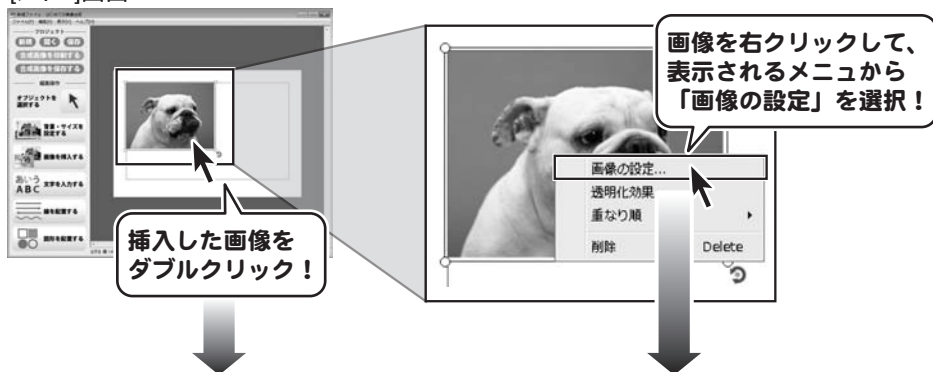 プロジェクト
新規 開く 保存
合成画像を印刷する
合成画像を保存する
編集操作
オブジェクトを
選択する
背景・サイズを
設定する
画像を挿入する
あいう
ABC 文字を入力する
線を配置する
図形を配置する
挿入した画像を
ダブルクリック!
画像を右クリックして、
表示されるメニュから
「画像の設定」を選択!
画像の設定...
透明化効果
重なり順
削除 Delete